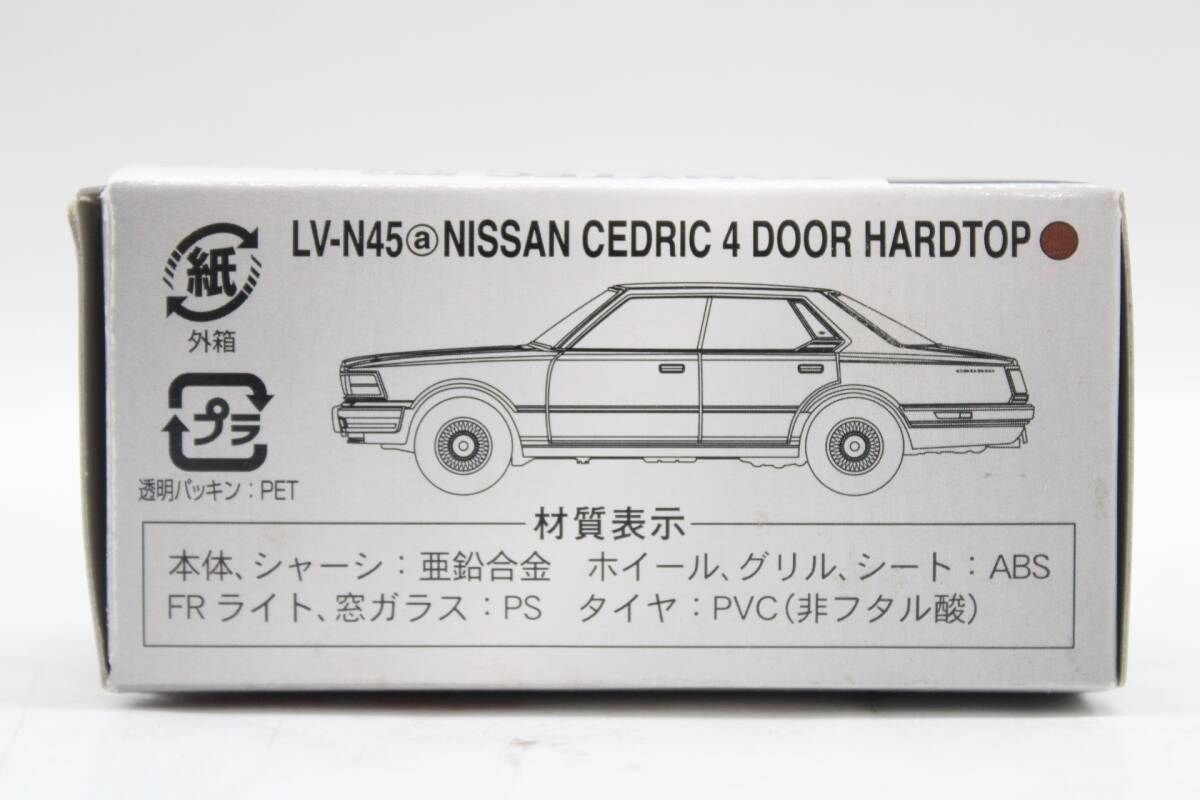 LV-N45ⓐNISSAN CEDRIC 4 DOOR HARDTOP
紙
外箱
プラ
透明パッキン：PET
CEDRIC
材質表示
本体、シャーシ：亜鉛合金　ホイール、グリル、シート：ABS
FR ライト、窓ガラス：PS　タイヤ：PVC（非フタル酸）